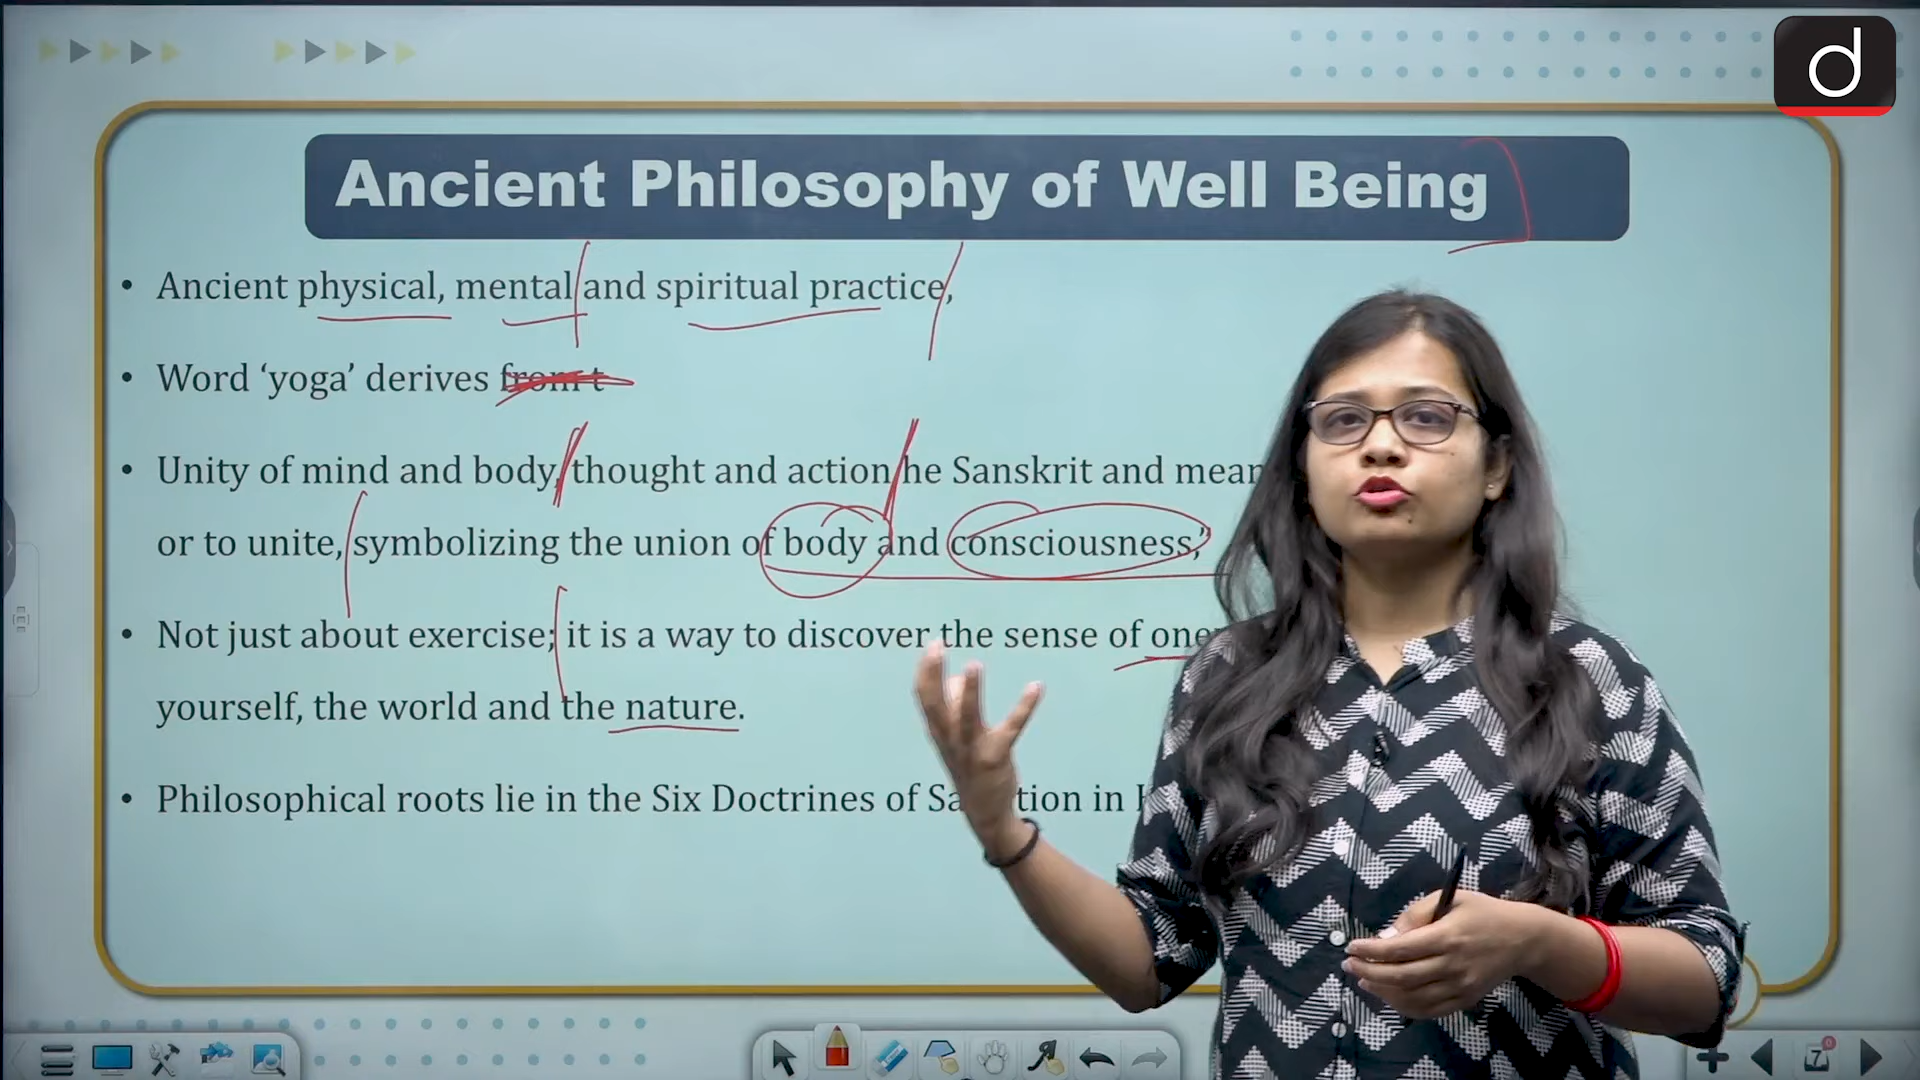 d
Ancient Philosophy of Well Being
• Ancient physical, mental and spiritual practice,
• Word ‘yoga’ derives from t
• Unity of mind and body, thought and action he Sanskrit and mean
or to unite, symbolizing the union of body and consciousness,”
• Not just about exercise; it is a way to discover the sense of one
yourself, the world and the nature.
• Philosophical roots lie in the Six Doctrines of Sa tion in
7